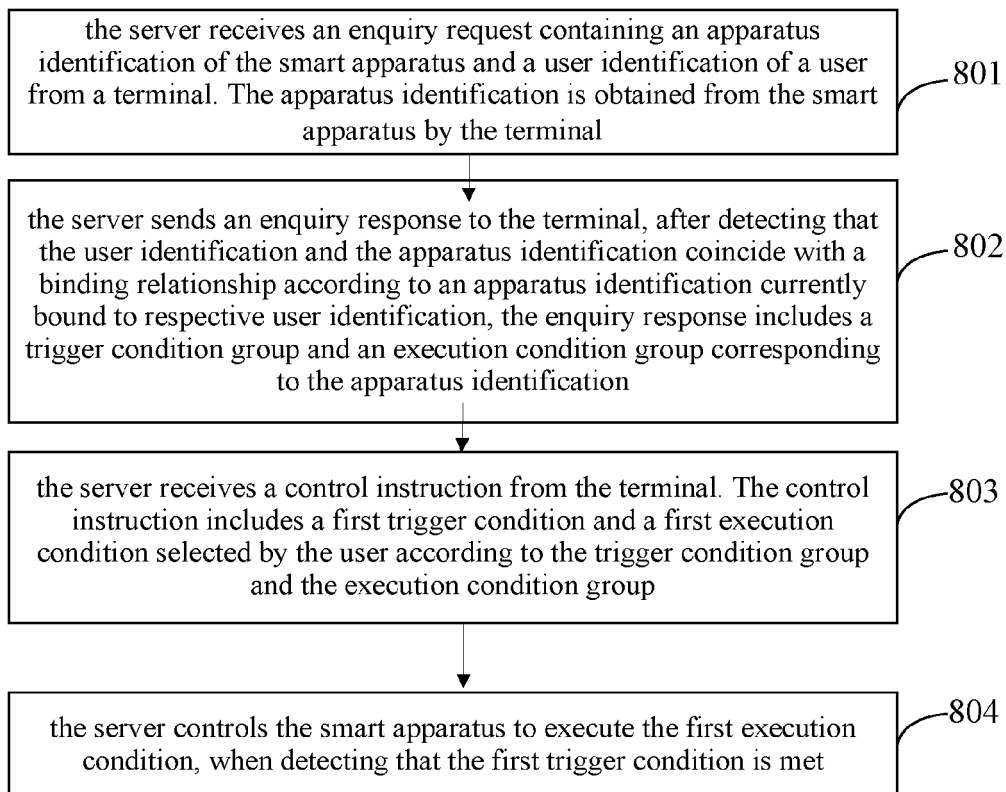 the server receives an enquiry request containing an apparatus
identification of the smart apparatus and a user identification of a user
from a terminal. The apparatus identification is obtained from the smart
apparatus by the terminal
801
the server sends an enquiry response to the terminal, after detecting that
the user identification and the apparatus identification coincide with a
binding relationship according to an apparatus identification currently
bound to respective user identification, the enquiry response includes a
trigger condition group and an execution condition group corresponding
to the apparatus identification
802
the server receives a control instruction from the terminal. The control
instruction includes a first trigger condition and a first execution
condition selected by the user according to the trigger condition group
and the execution condition group
803
the server controls the smart apparatus to execute the first execution
condition, when detecting that the first trigger condition is met
804